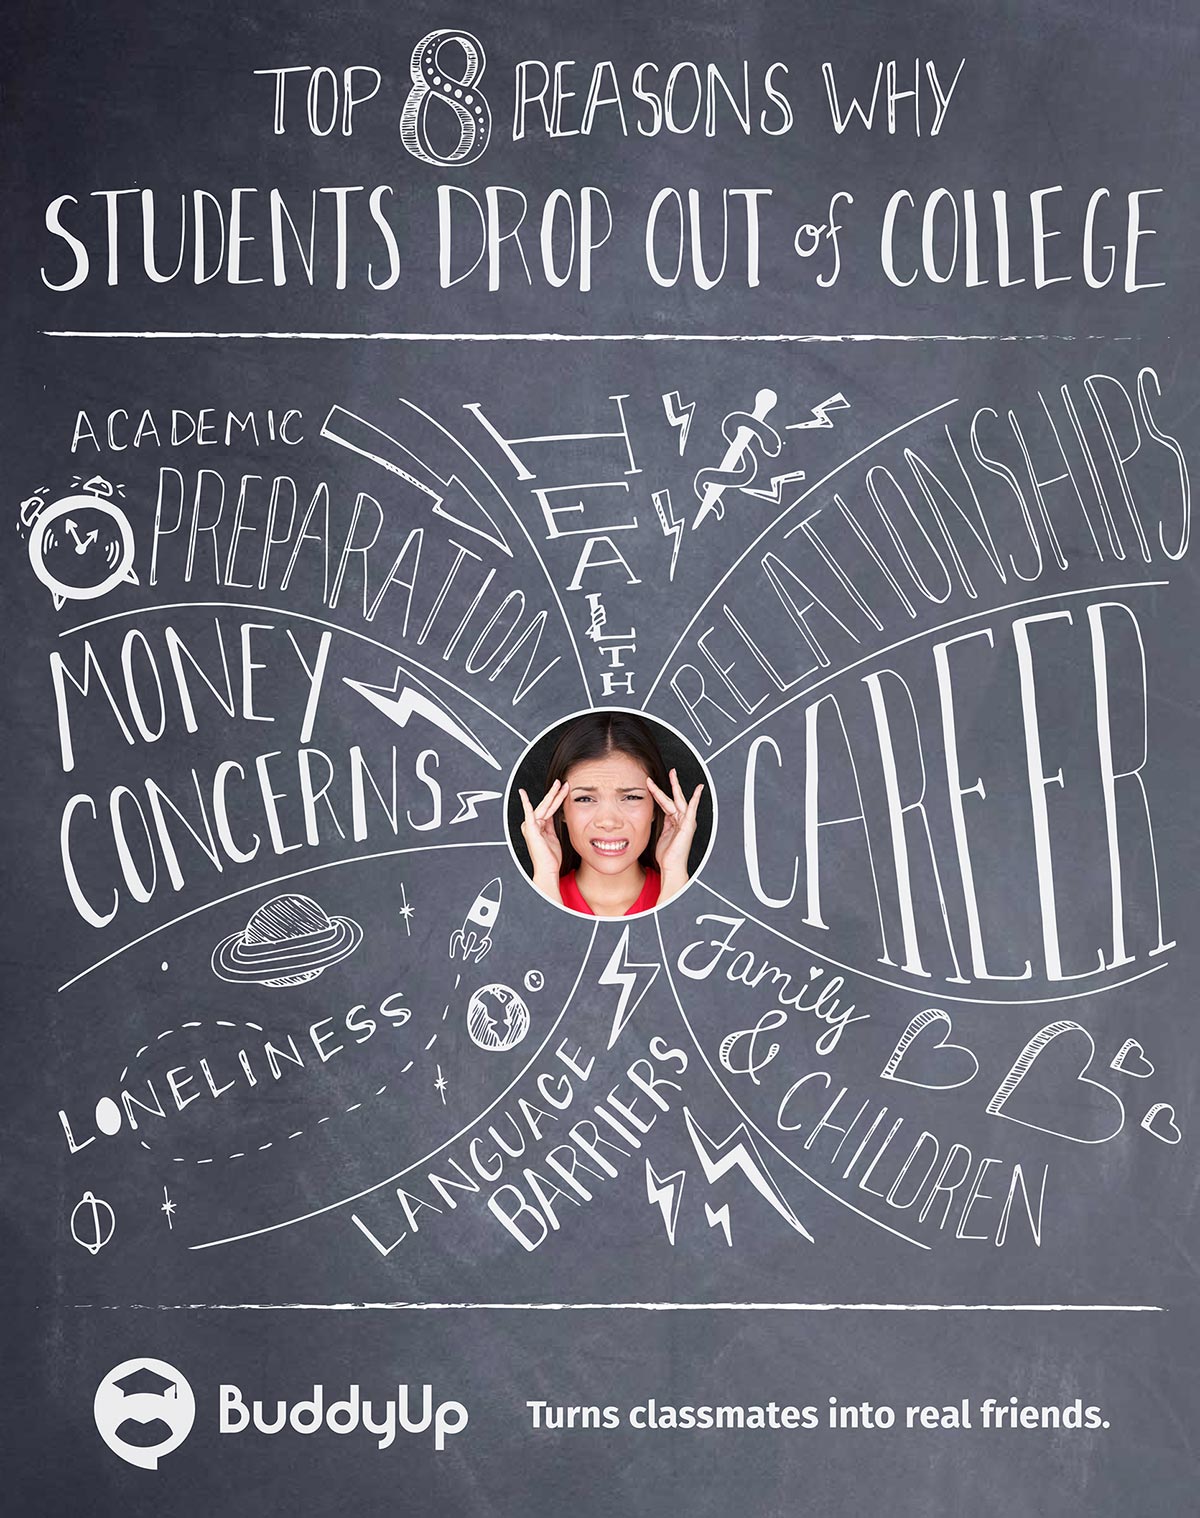 TOP 8 REASONS WHY
STUDENTS DROP OUT of COLLEGE
ACADEMIC
PREPARATION
HEALTH
RELATIONSHIPS
MONEY
CONCERNS
CAREER
LONELINESS
LANGUAGE
BARRIERS
Family
&
CHILDREN
BuddyUp
Turns classmates into real friends.